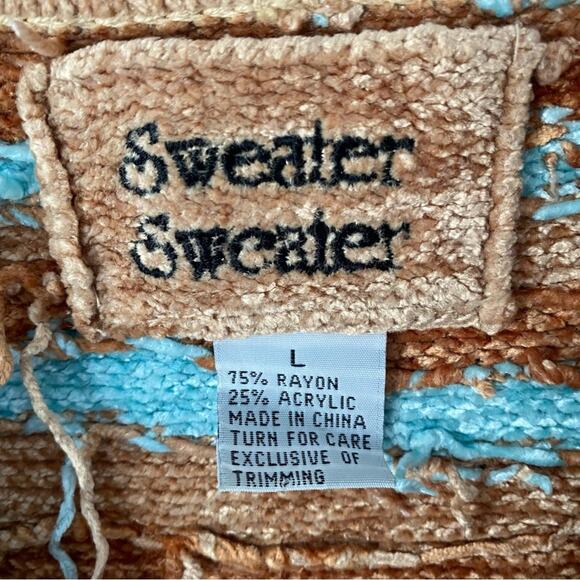 Sweater
Sweater
L
75% RAYON
25% ACRYLIC
MADE IN CHINA
TURN FOR CARE
EXCLUSIVE OF
TRIMMING